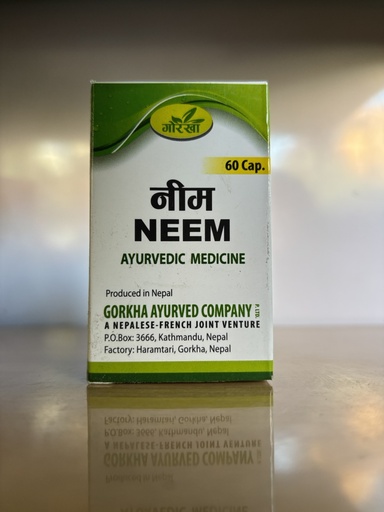 गोरखा
60 Cap.
नीम
NEEM
AYURVEDIC MEDICINE
Produced in Nepal
GORKHA AYURVED COMPANY P. LTD.
A NEPALESE-FRENCH JOINT VENTURE
P.O.Box: 3666, Kathmandu, Nepal
Factory: Haramtari, Gorkha, Nepal